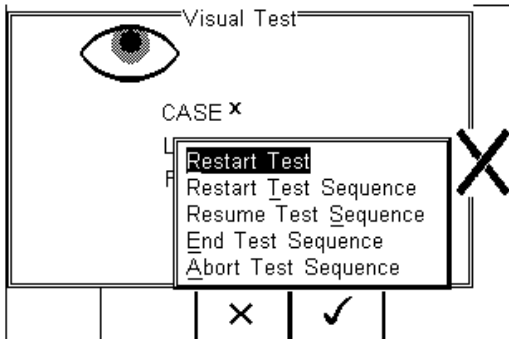 Visual Test
CASE x
Restart Test
Restart Test Sequence
Resume Test Sequence
End Test Sequence
Abort Test Sequence